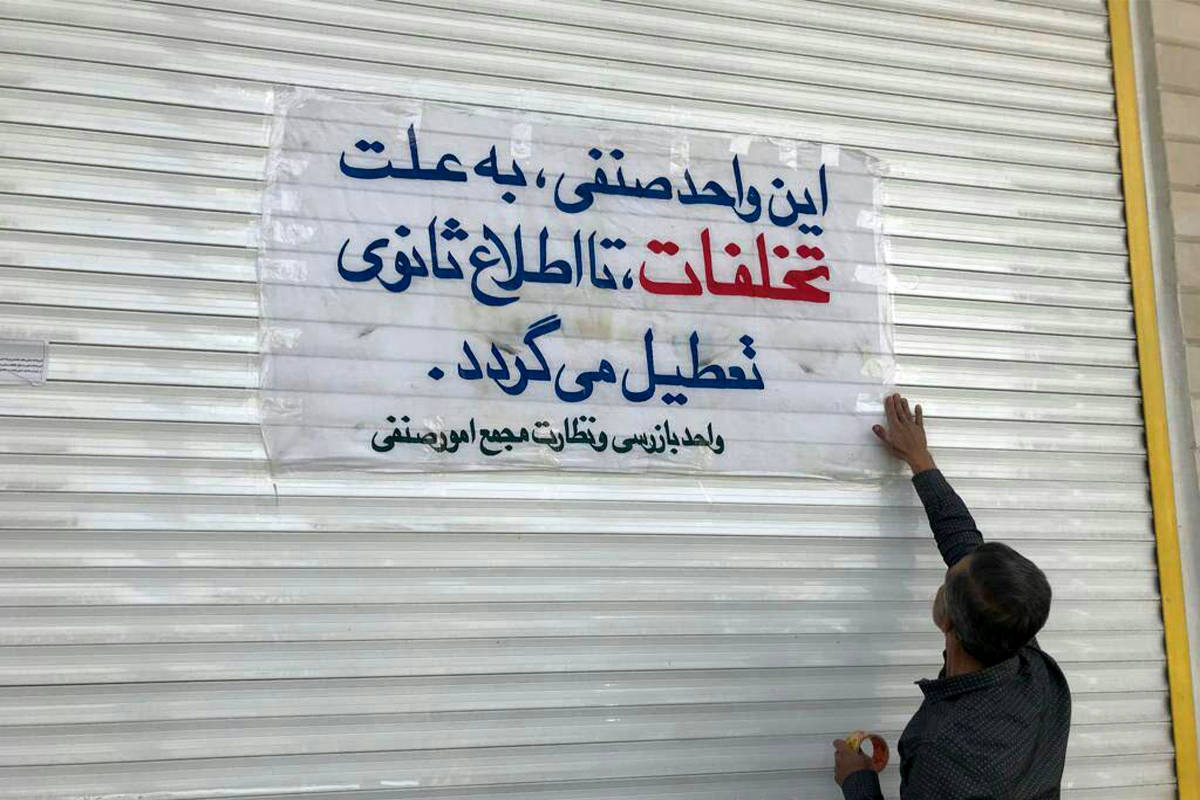 این واحد صنفی، به علت
تخلفات، تا اطلاع ثانوی
تعطیل می گردد.
واحد بازرسی و نظارت مجمع امور صنفی